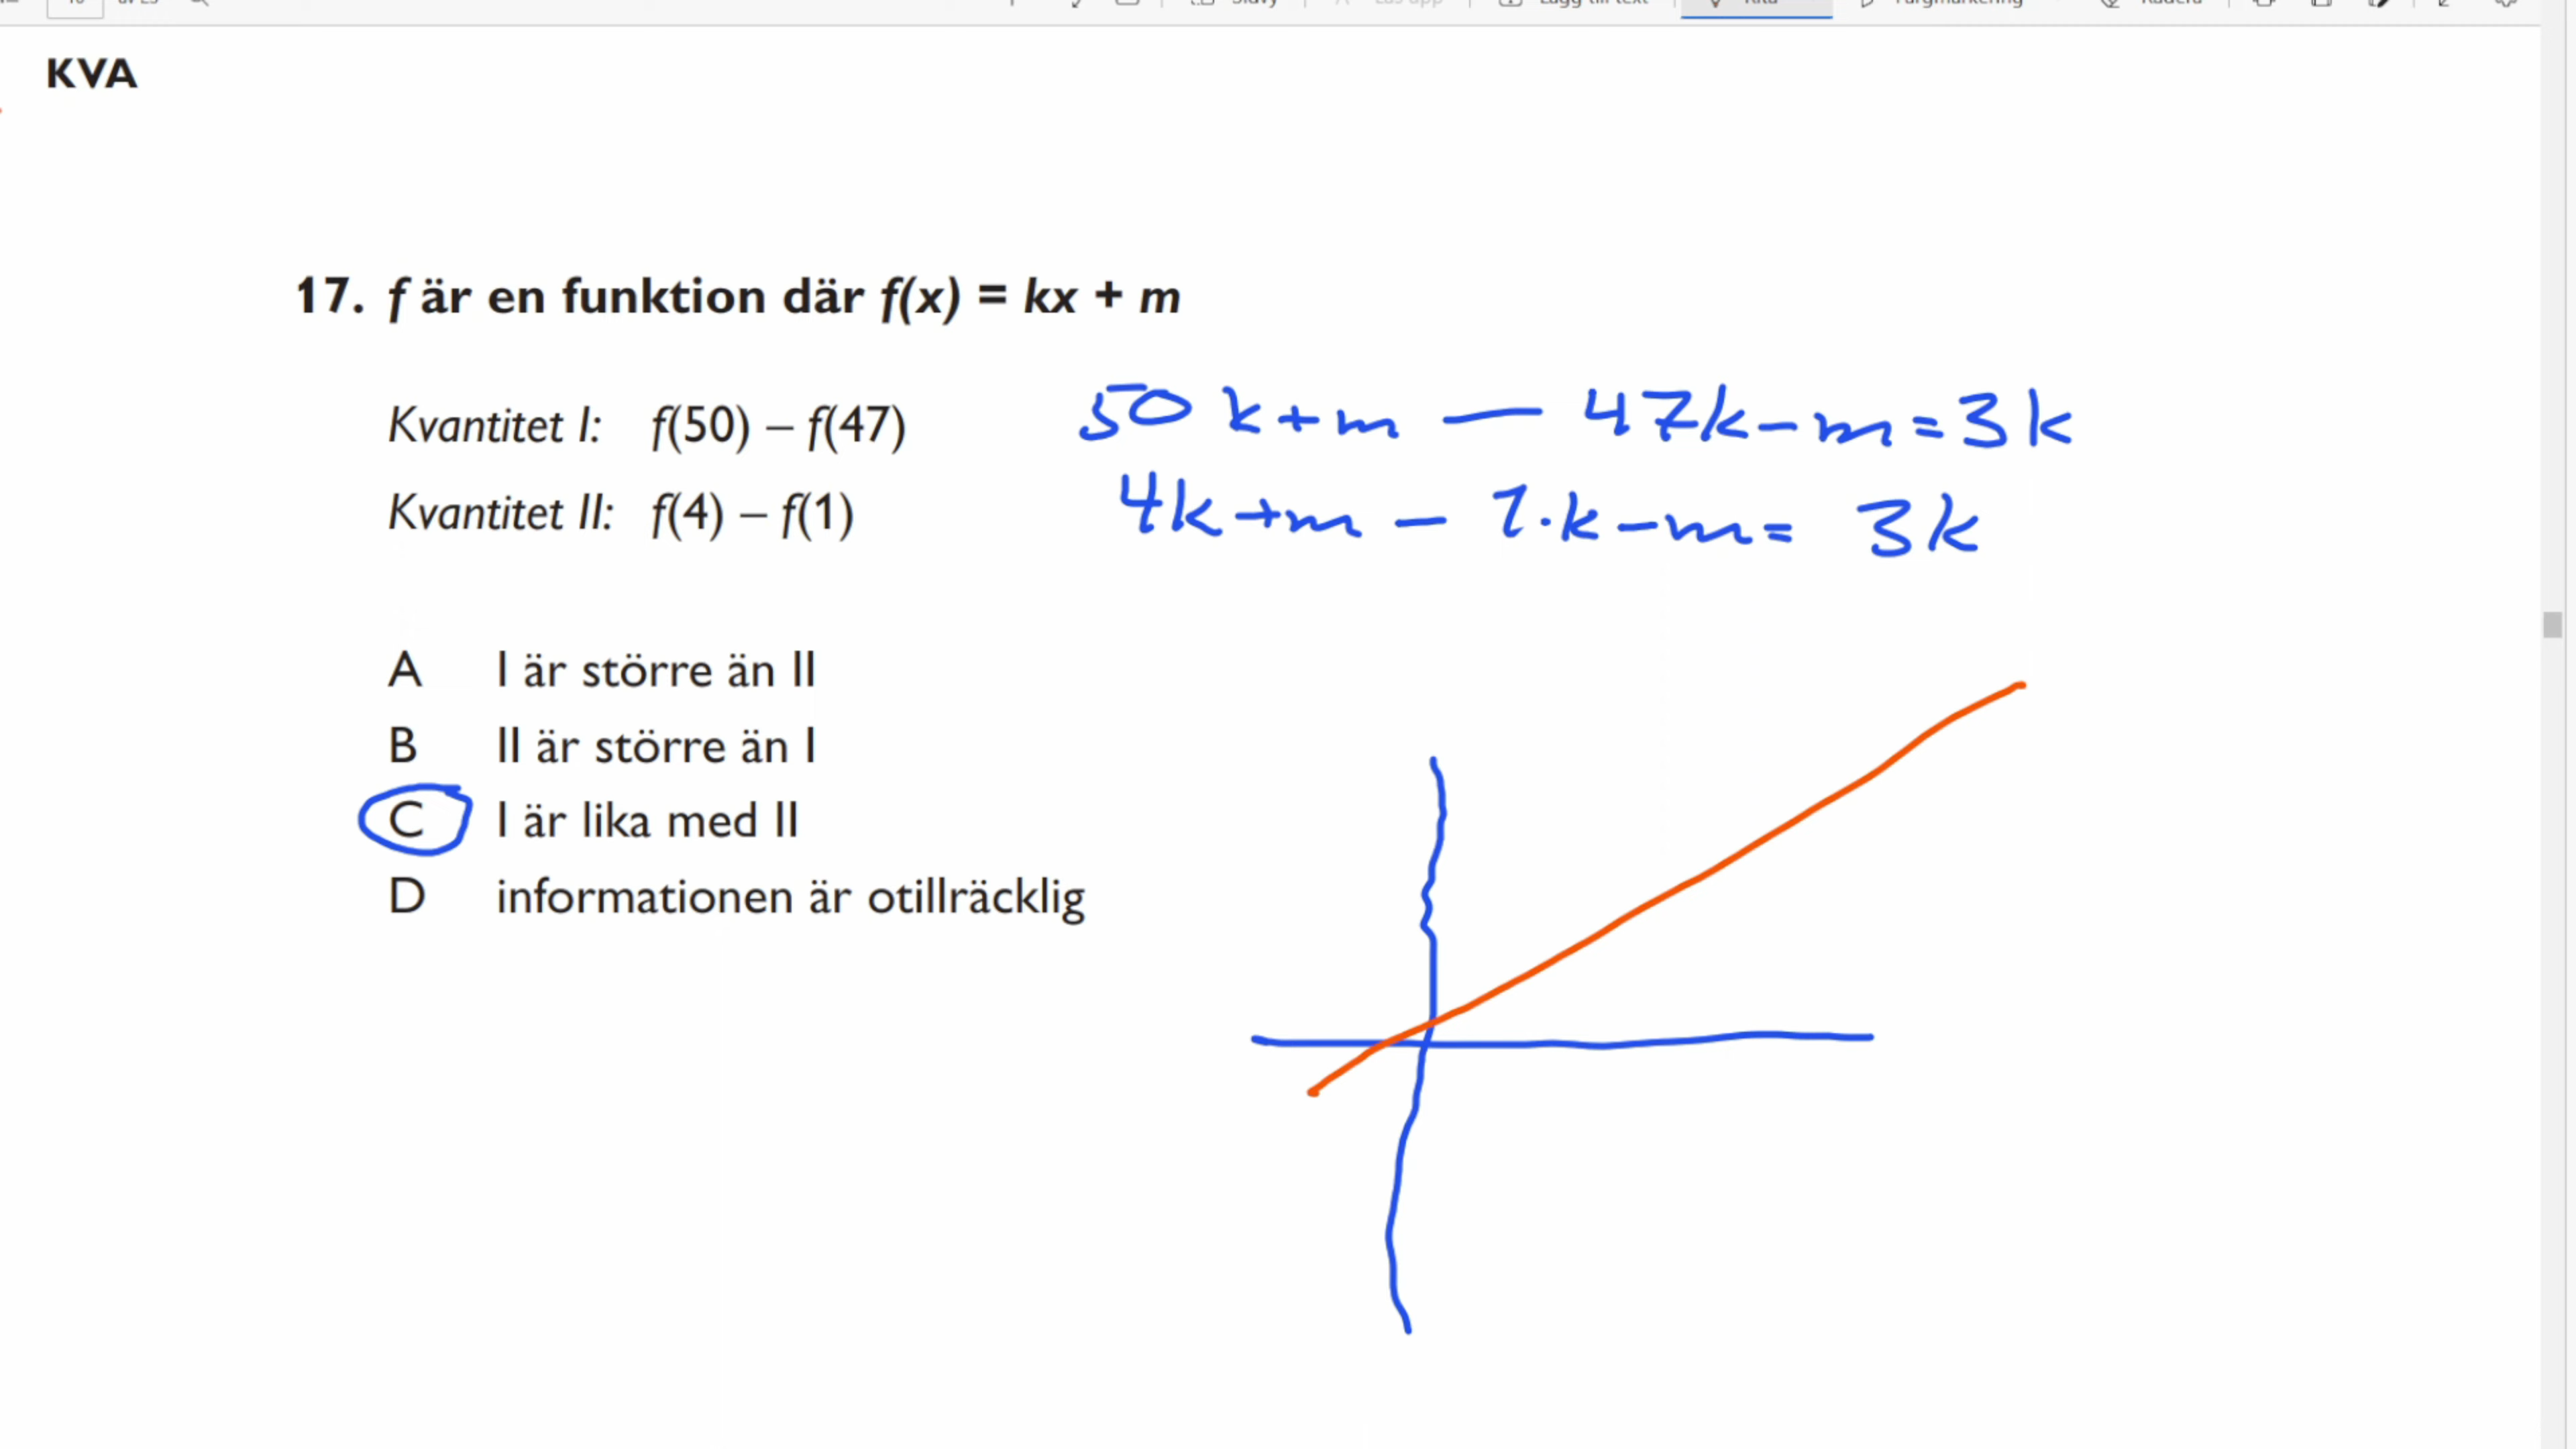 KVA
17. f är en funktion där f(x) = kx + m
Kvantitet I: f(50) – f(47) 50k+m — 47k-m=3k
Kvantitet II: f(4) – f(1) 4k+m - 1·k-m= 3k
A I är större än II
B II är större än I
C I är lika med II
D informationen är otillräcklig